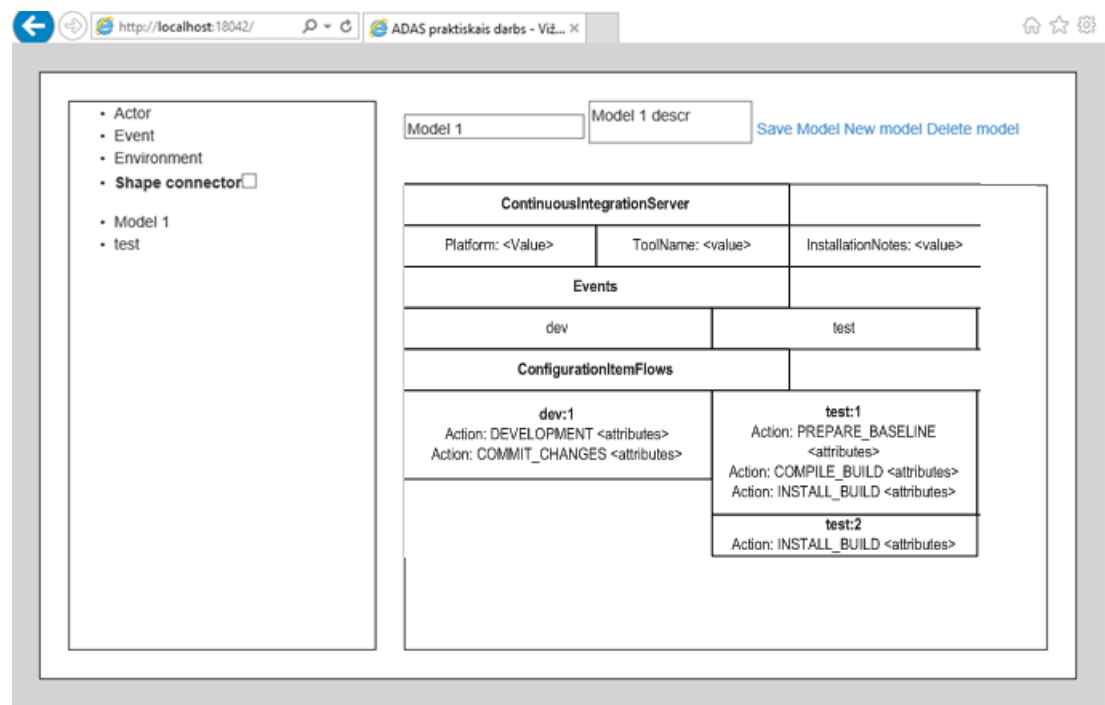 http://localhost:18042/
ADAS praktiskais darbs - Viž...
• Actor
• Event
• Environment
• Shape connector
• Model 1
• test
Model 1
Model 1 descr
Save Model New model Delete model
ContinuousIntegrationServer
Platform: <Value> ToolName: <value> InstallationNotes: <value>
Events
dev test
ConfigurationItemFlows
dev:1
Action: DEVELOPMENT <attributes>
Action: COMMIT_CHANGES <attributes>
test:1
Action: PREPARE_BASELINE
<attributes>
Action: COMPILE_BUILD <attributes>
Action: INSTALL_BUILD <attributes>
test:2
Action: INSTALL_BUILD <attributes>